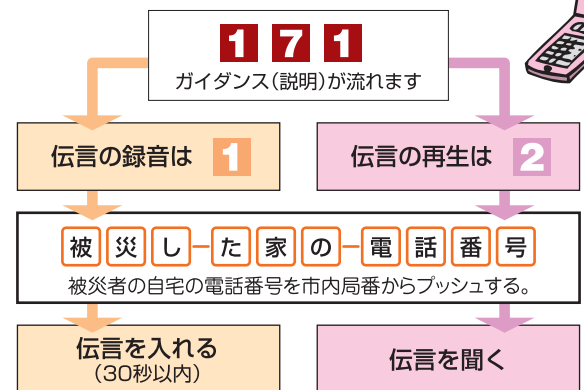 171
ガイダンス（説明）が流れます
伝言の録音は 1
伝言の再生は 2
被災し－た家の－電話番号
被災者の自宅の電話番号を市内局番からプッシュする。
伝言を入れる
（30秒以内）
伝言を聞く